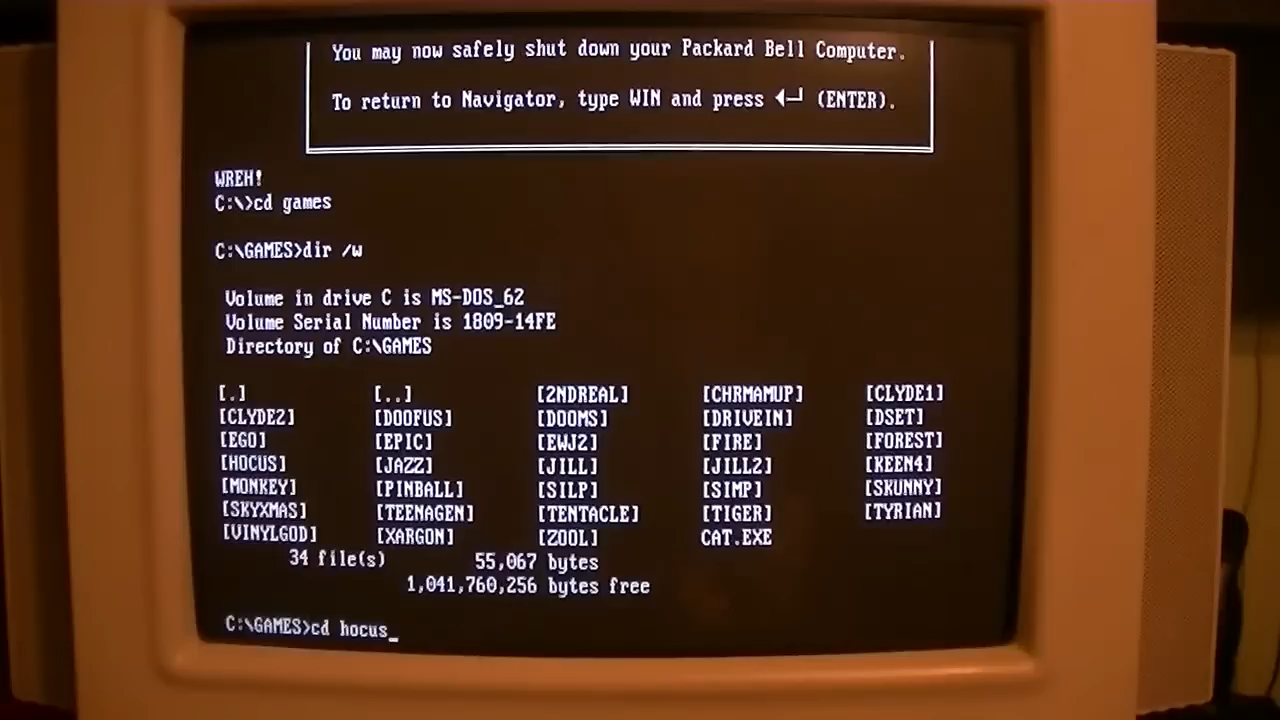 You may now safely shut down your Packard Bell Computer.
To return to Navigator, type WIN and press ◄─┘ (ENTER).
WREH!
C:\>cd games
C:\GAMES>dir /w
Volume in drive C is MS-DOS_62
Volume Serial Number is 1809-14FE
Directory of C:\GAMES
[.] [..] [2NDREAL] [CHRMAMUP] [CLYDE1]
[CLYDE2] [DOOFUS] [DOOMS] [DRIVEIN] [DSET]
[EGO] [EPIC] [EWJ2] [FIRE] [FOREST]
[HOCUS] [JAZZ] [JILL] [JILL2] [KEEN4]
[MONKEY] [PINBALL] [SILP] [SIMP] [SKUNNY]
[SKYXMAS] [TEENAGEN] [TENTACLE] [TIGER] [TYRIAN]
[VINYLGOD] [XARGON] [ZOOL] CAT.EXE
34 file(s) 55,067 bytes
1,041,760,256 bytes free
C:\GAMES>cd hocus_